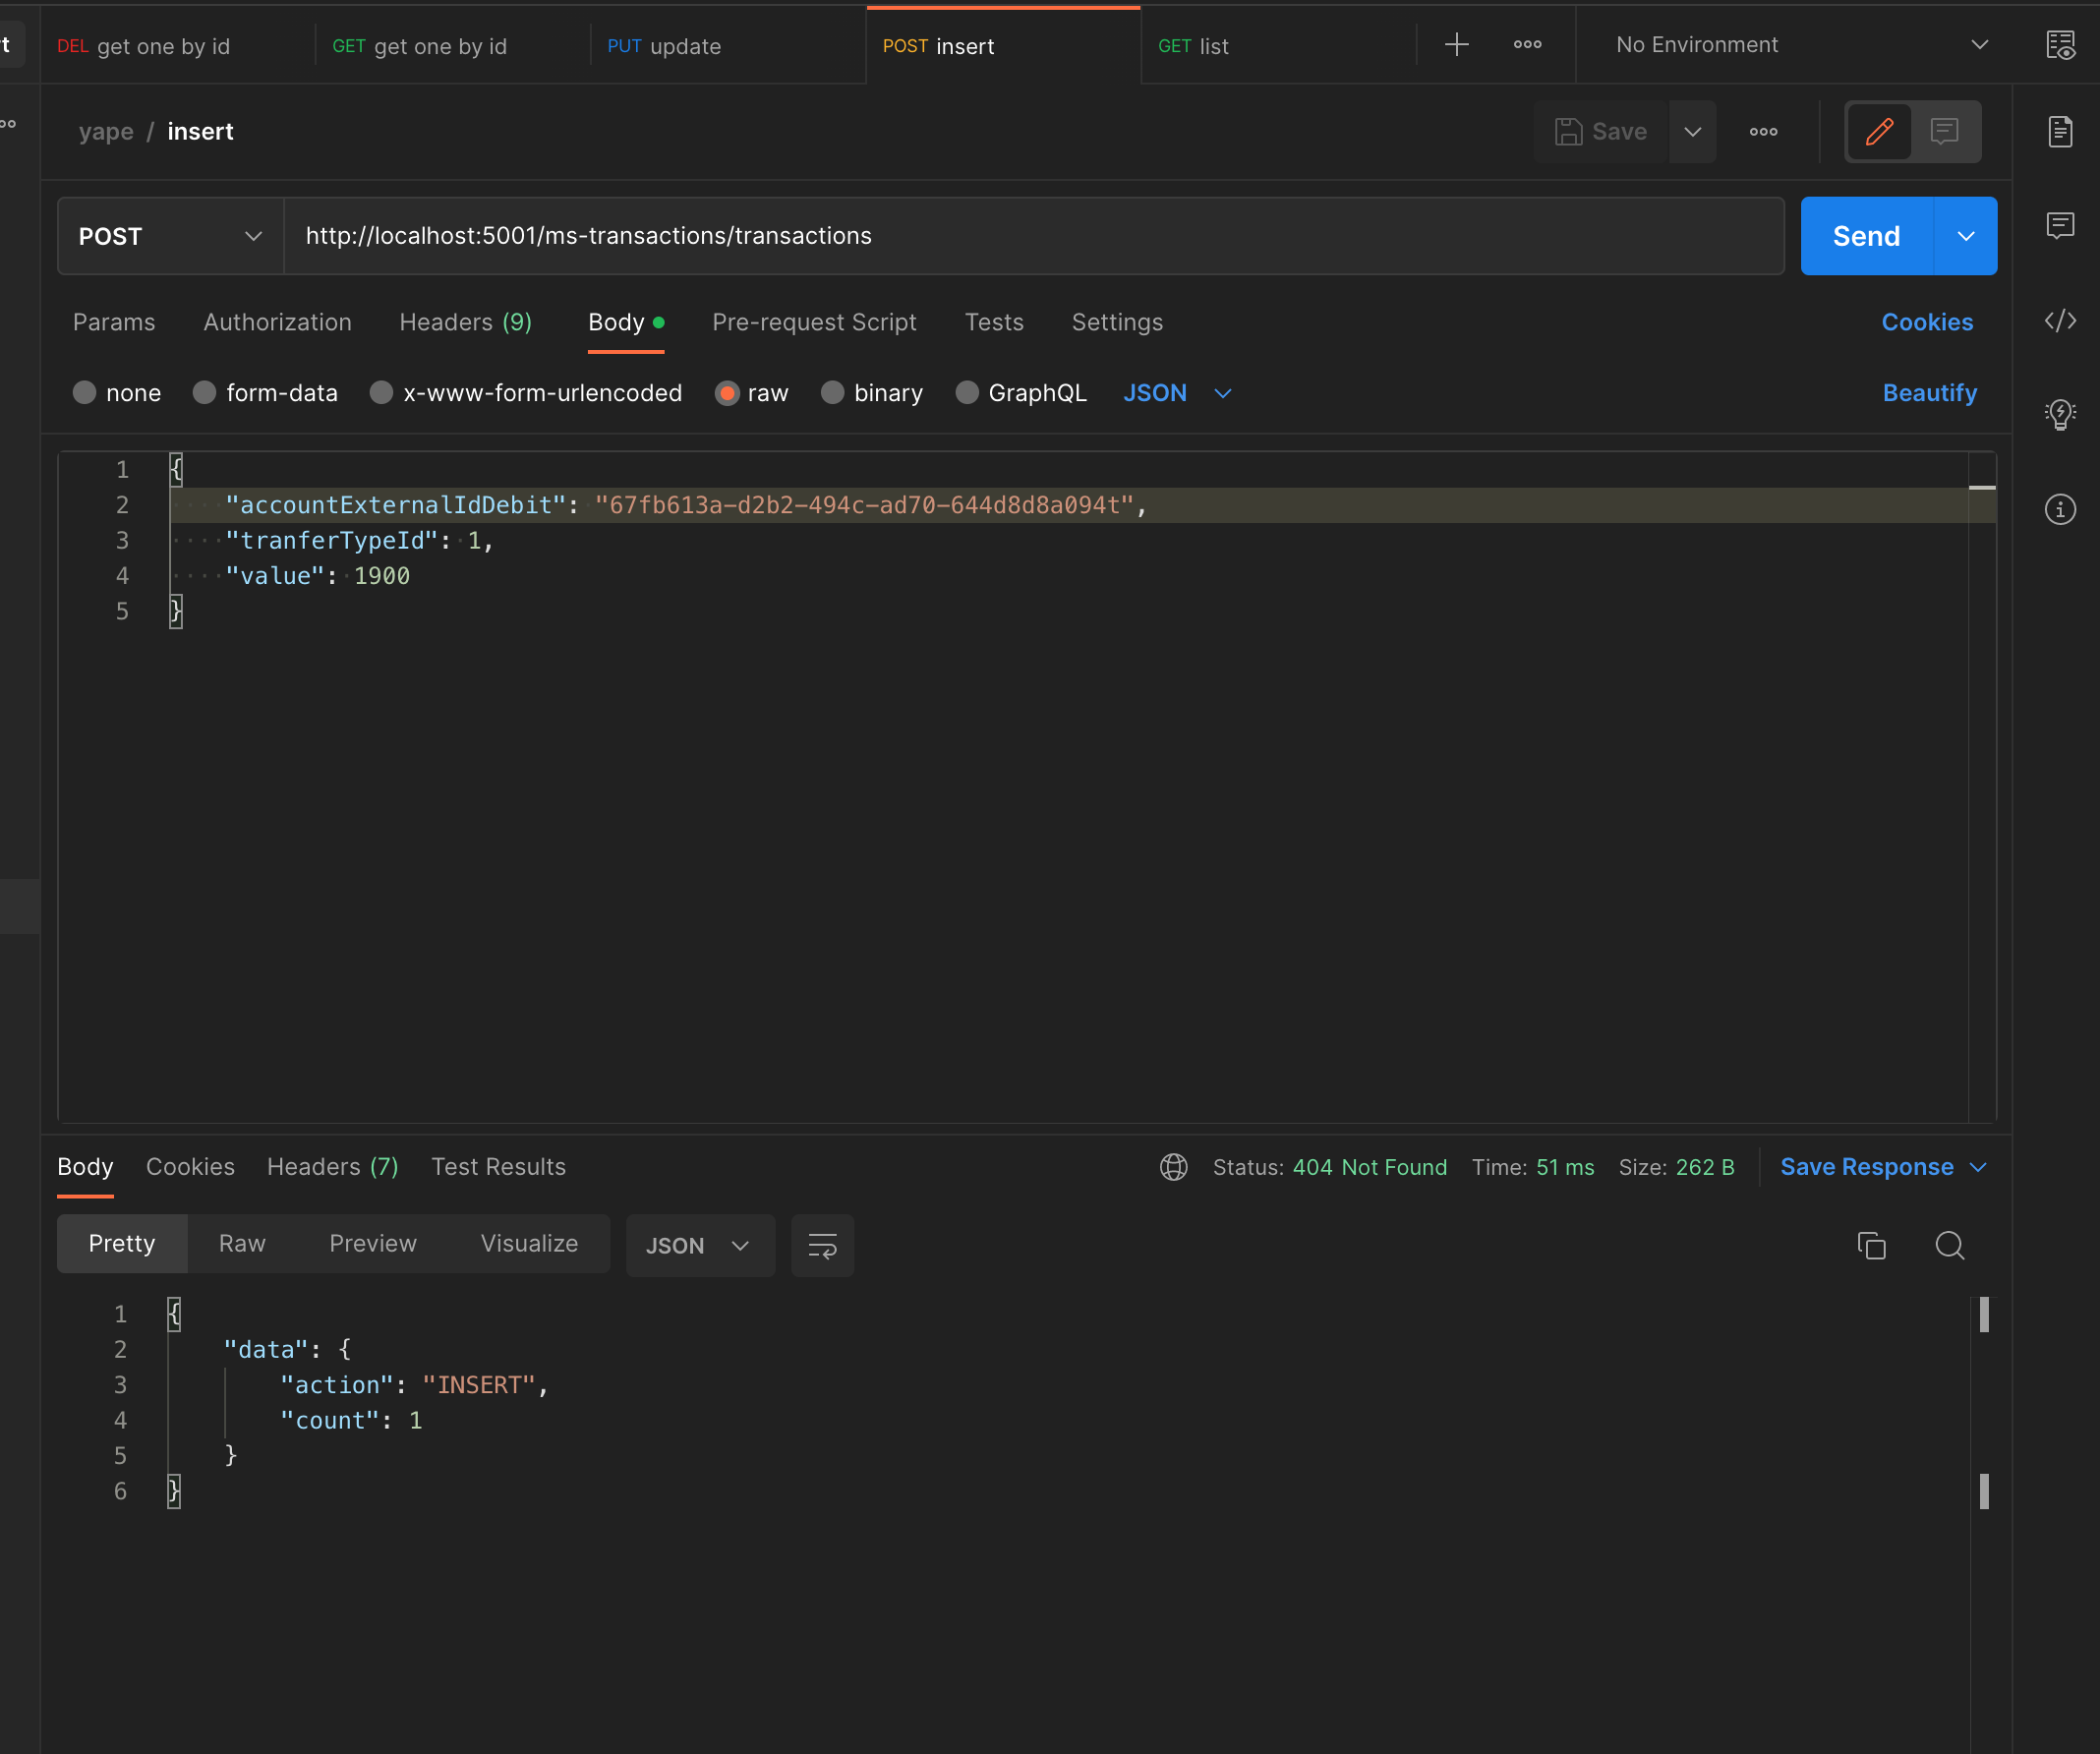 t
DEL get one by id
GET get one by id
PUT update
POST insert
GET list
No Environment
yape / insert
Save
POST
http://localhost:5001/ms-transactions/transactions
Send
Params
Authorization
Headers (9)
Body
Pre-request Script
Tests
Settings
Cookies
none
form-data
x-www-form-urlencoded
raw
binary
GraphQL
JSON
Beautify
1 {
2 "accountExternalIdDebit": "67fb613a-d2b2-494c-ad70-644d8d8a094t",
3 "tranferTypeId": 1,
4 "value": 1900
5 }
Body
Cookies
Headers (7)
Test Results
Status: 404 Not Found
Time: 51 ms
Size: 262 B
Save Response
Pretty
Raw
Preview
Visualize
JSON
1 {
2 "data": {
3 "action": "INSERT",
4 "count": 1
5 }
6 }